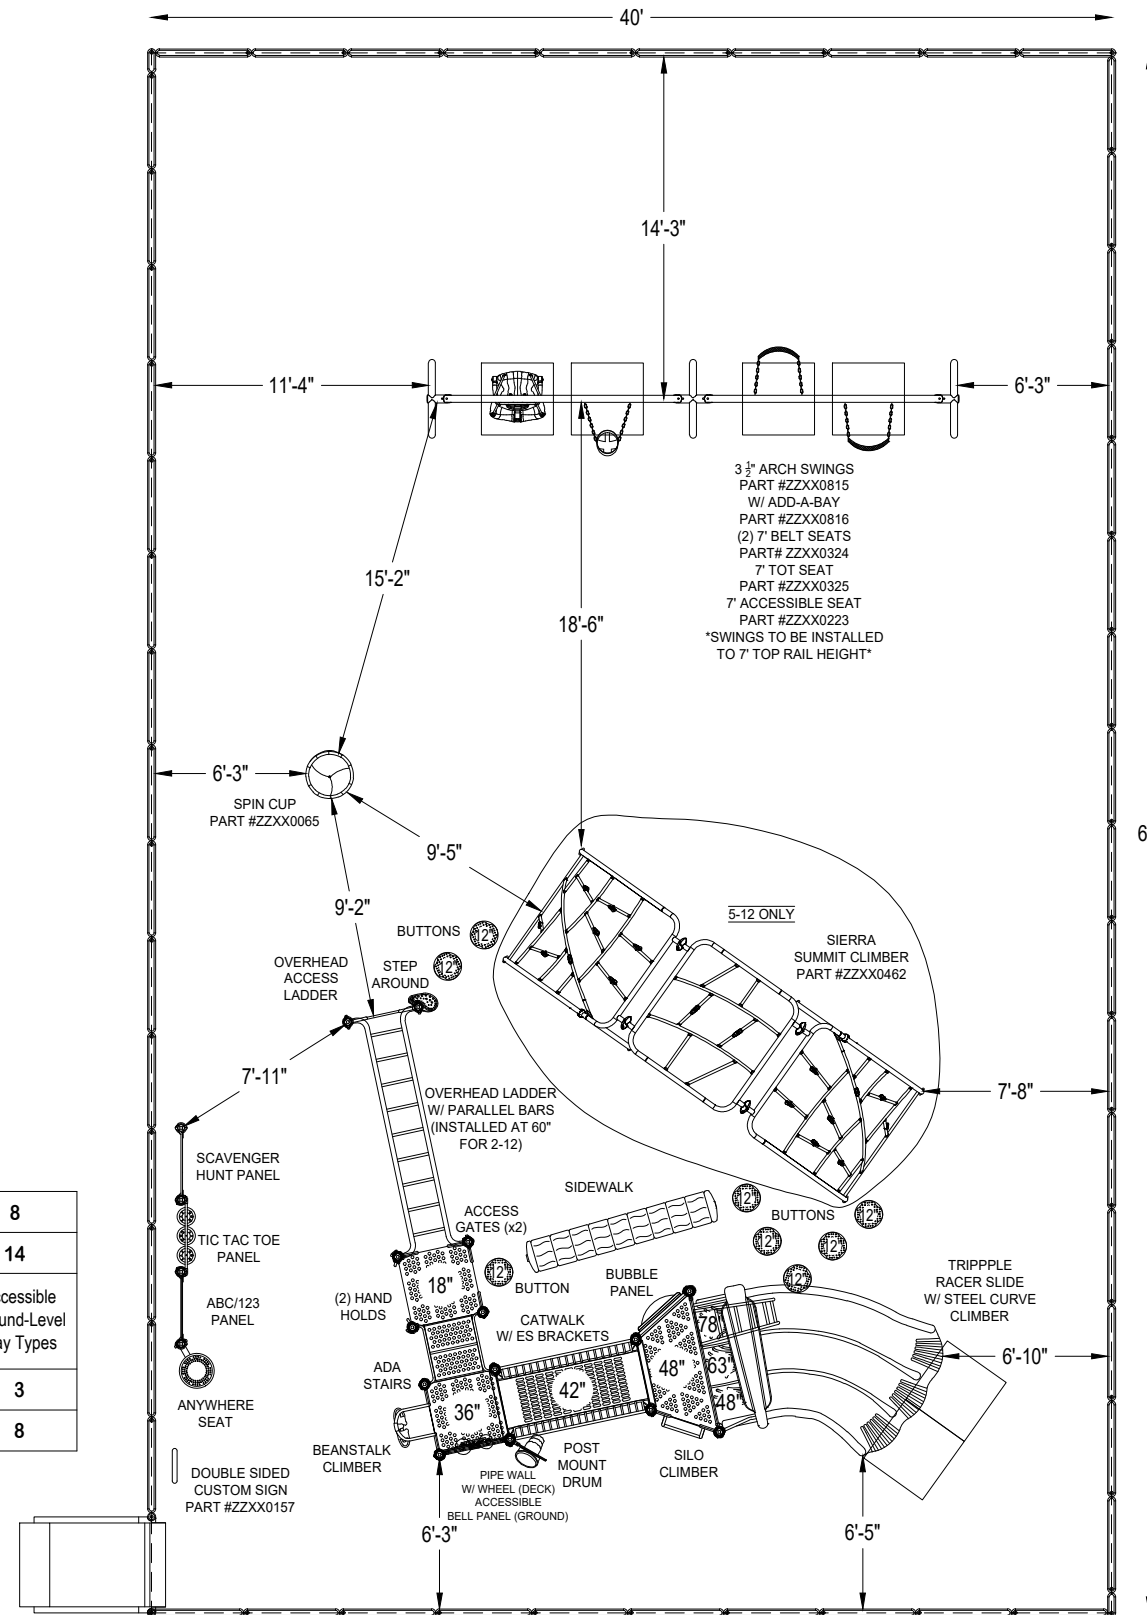 40'
14'-3"
11'-4"
6'-3"
3 1/2" ARCH SWINGS
PART #ZZXX0815
W/ ADD-A-BAY
PART #ZZXX0816
(2) 7' BELT SEATS
PART# ZZXX0324
7' TOT SEAT
PART #ZZXX0325
7' ACCESSIBLE SEAT
PART #ZZXX0223
*SWINGS TO BE INSTALLED
TO 7' TOP RAIL HEIGHT*
15'-2"
18'-6"
6'-3"
SPIN CUP
PART #ZZXX0065
6
9'-5"
9'-2"
5-12 ONLY
BUTTONS
12"
12"
SIERRA
SUMMIT CLIMBER
PART #ZZXX0462
OVERHEAD
ACCESS
LADDER
STEP
AROUND
7'-11"
7'-8"
OVERHEAD LADDER
W/ PARALLEL BARS
(INSTALLED AT 60"
FOR 2-12)
SCAVENGER
HUNT PANEL
SIDEWALK
12"
BUTTONS
12"
12"
12"
12"
ACCESS
GATES (x2)
TIC TAC TOE
PANEL
8
14
ccessible
und-Level
ay Types
3
8
18"
12"
BUTTON
BUBBLE
PANEL
TRIPPPLE
RACER SLIDE
W/ STEEL CURVE
CLIMBER
(2) HAND
HOLDS
ABC/123
PANEL
CATWALK
W/ ES BRACKETS
78"
63"
48"
48"
42"
36"
6'-10"
ADA
STAIRS
ANYWHERE
SEAT
BEANSTALK
CLIMBER
POST
MOUNT
DRUM
SILO
CLIMBER
PIPE WALL
W/ WHEEL (DECK)
ACCESSIBLE
BELL PANEL (GROUND)
DOUBLE SIDED
CUSTOM SIGN
PART #ZZXX0157
6'-3"
6'-5"